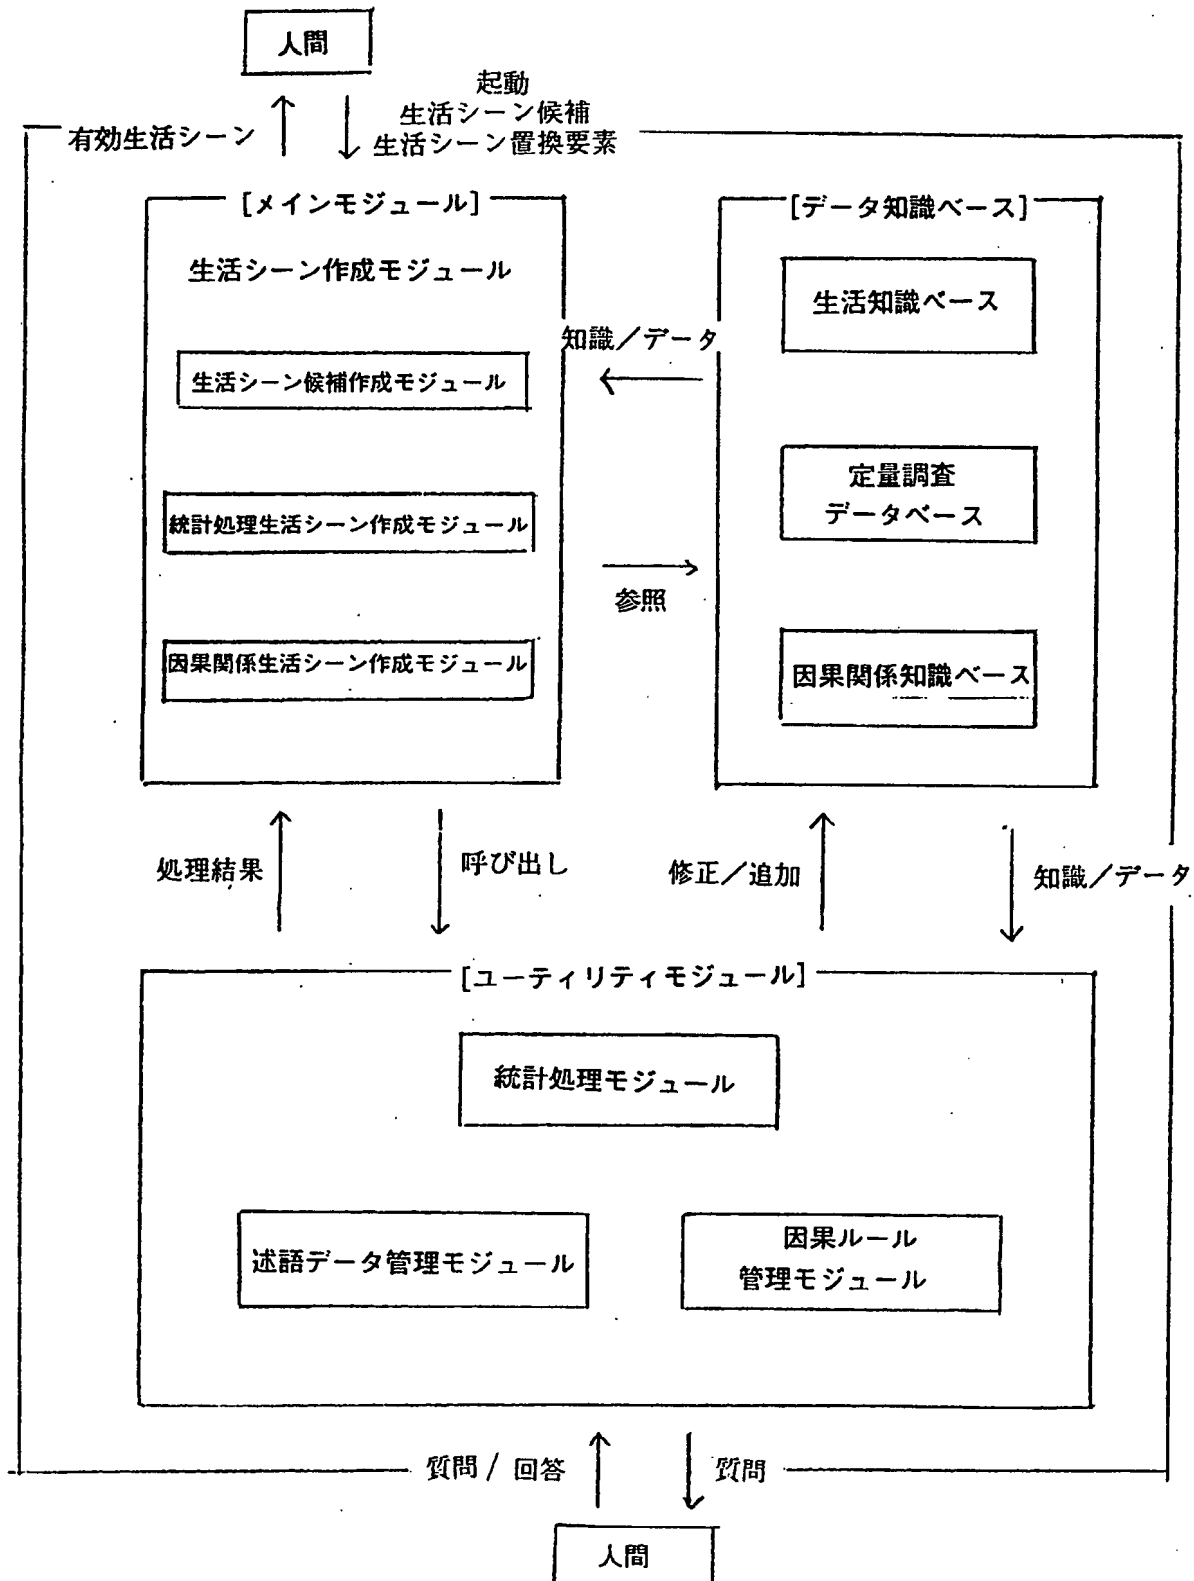 人間
起動
生活シーン候補
有効生活シーン
生活シーン置換要素
[メインモジュール]
生活シーン作成モジュール
生活シーン候補作成モジュール
統計処理生活シーン作成モジュール
因果関係生活シーン作成モジュール
知識／データ
参照
[データ知識ベース]
生活知識ベース
定量調査
データベース
因果関係知識ベース
処理結果
呼び出し
修正／追加
知識／データ
[ユーティリティモジュール]
統計処理モジュール
述語データ管理モジュール
因果ルール
管理モジュール
質問 / 回答
質問
人間